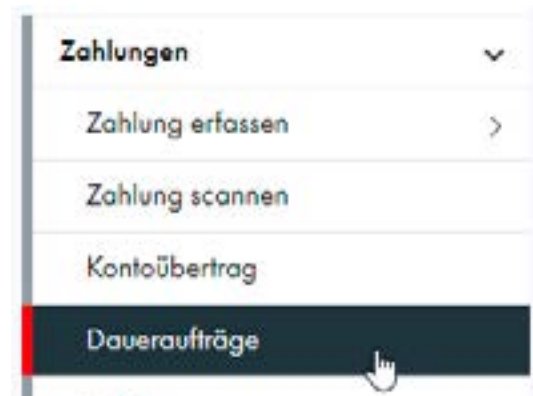 Zahlungen
Zahlung erfassen
Zahlung scannen
Kontoübertrag
Daueraufträge